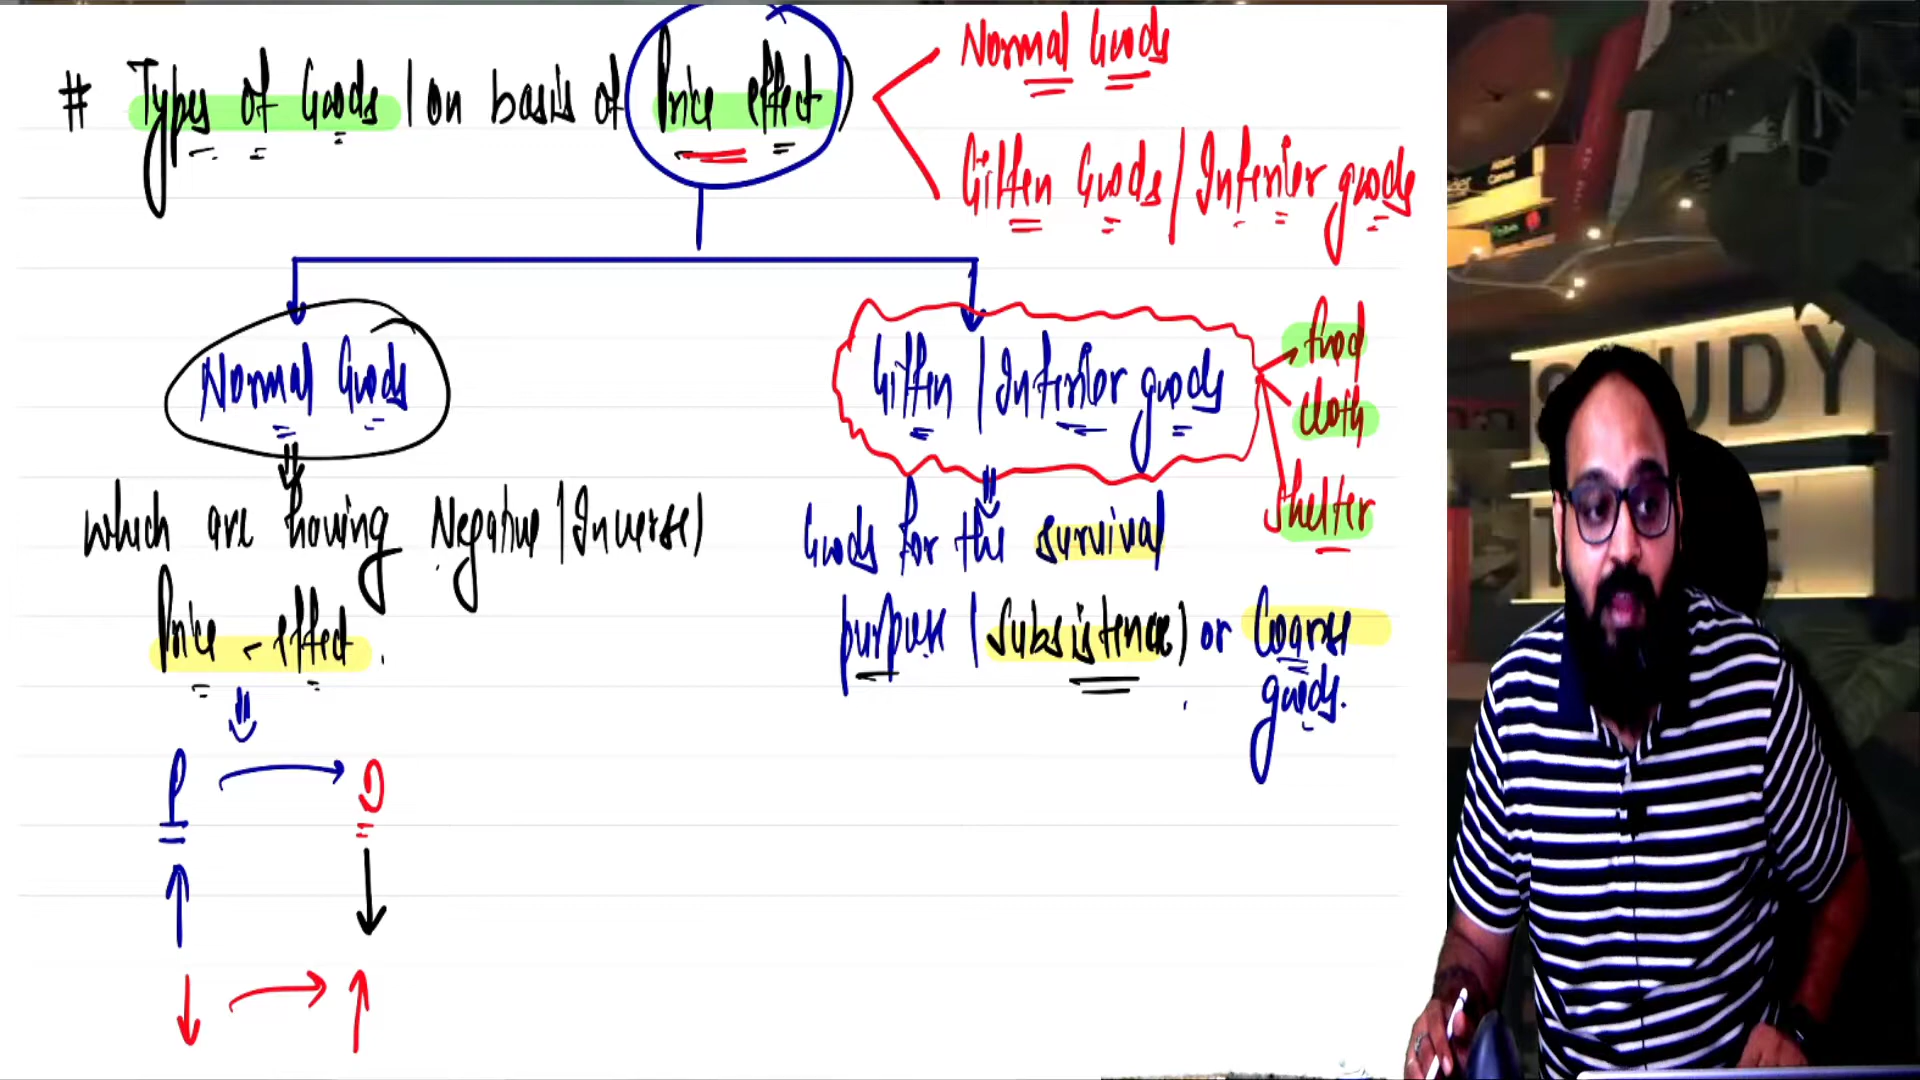 # Types of Goods (on basis of Price effect)
Normal Goods
Giffen Goods / Inferior goods
Normal Goods
Giffen / Inferior goods
food
cloth
shelter
which are having Negative (Inverse)
Price - effect.
Goods for the survival
purpose (Subsistence) or Coarse
goods.
P → D
↑ ↓
↓ → ↑
STUDY